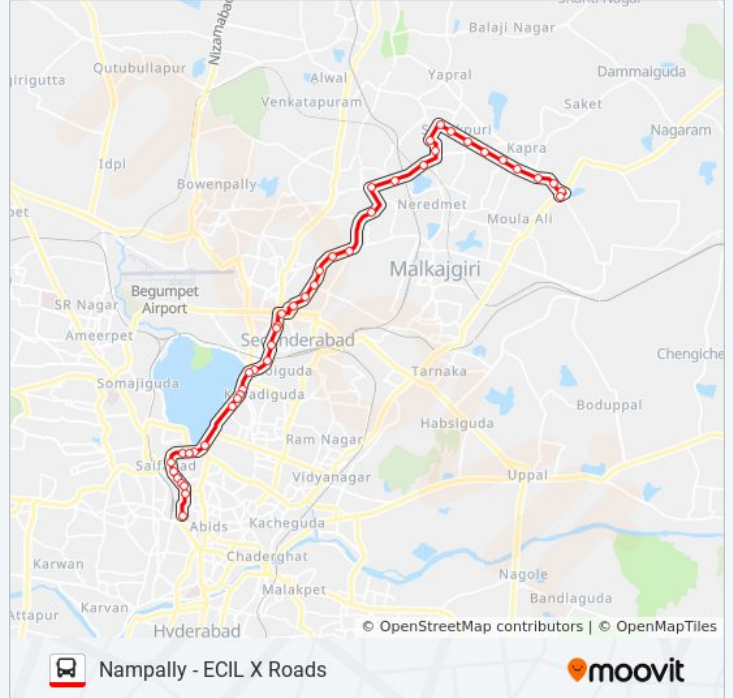 Nizamabad
Balaji Nagar
Qutubullapur
Yapral
Dammaiguda
Alwal
Venkatapuram
Saket
Nagaram
Kapra
Idpl
Bowenpally
Neredmet
Moula Ali
Malkajgiri
Begumpet
Airport
SR Nagar
Ameerpet
Chengiche
Somajiguda
Tarnaka
Boduppal
Habsiguda
Ram Nagar
Vidyanagar
Uppal
Abids
Kacheguda
Karwan
Chaderghat
Nagole
Malakpet
Bandlaguda
Attapur
Karvan
Hyderabad
© OpenStreetMap contributors | © OpenMapTiles
Nampally - ECIL X Roads
moovit